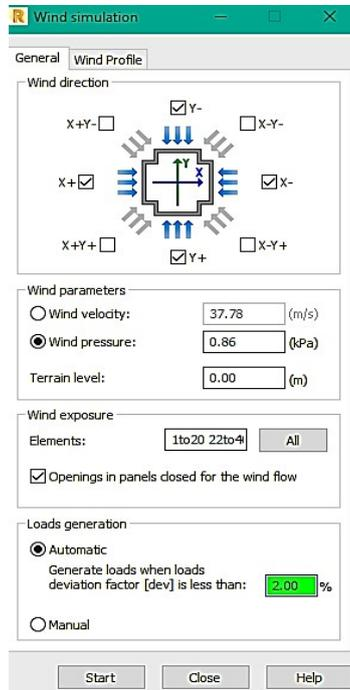 R Wind simulation
General Wind Profile
Wind direction
Y-
X+Y- X-Y-
Y
X
X+ X-
X+Y+ X-Y+
Y+
Wind parameters
Wind velocity: 37.78 (m/s)
Wind pressure: 0.86 (kPa)
Terrain level: 0.00 (m)
Wind exposure
Elements: 1to20 22to4 All
Openings in panels closed for the wind flow
Loads generation
Automatic
Generate loads when loads
deviation factor [dev] is less than: 2.00 %
Manual
Start Close Help